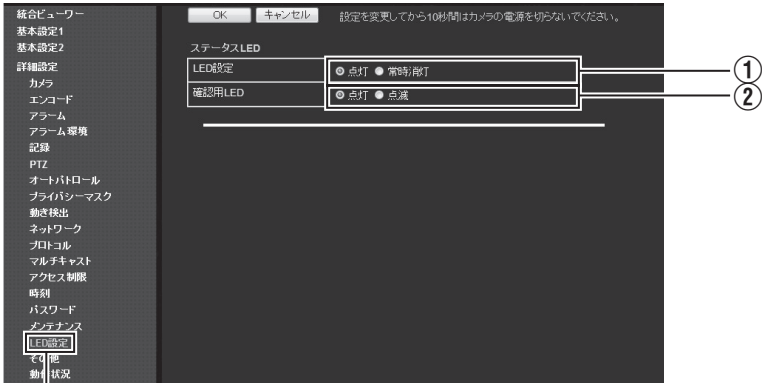 統合ビューワー
基本設定1
基本設定2
詳細設定
カメラ
エンコード
アラーム
アラーム環境
記録
PTZ
オートパトロール
プライバシーマスク
動き検出
ネットワーク
プロトコル
マルチキャスト
アクセス制限
時刻
パスワード
メンテナンス
LED設定
その他
動作状況
OK キャンセル 設定を変更してから10秒間はカメラの電源を切らないでください。
ステータスLED
LED設定 点灯 常時消灯 ①
確認用LED 点灯 点滅 ②